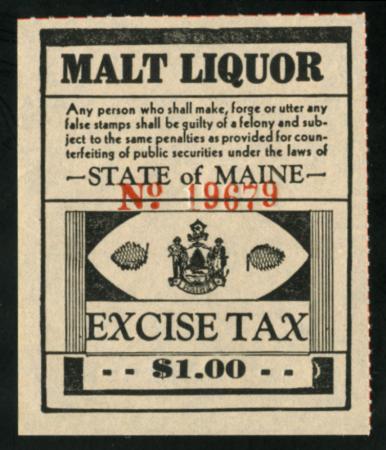 MALT LIQUOR
Any person who shall make, forge or utter any
false stamps shall be guilty of a felony and sub-
ject to the same penalties as provided for coun-
terfeiting of public securities under the laws of
—STATE of MAINE—
No 19679
EXCISE TAX
-- $1.00 --